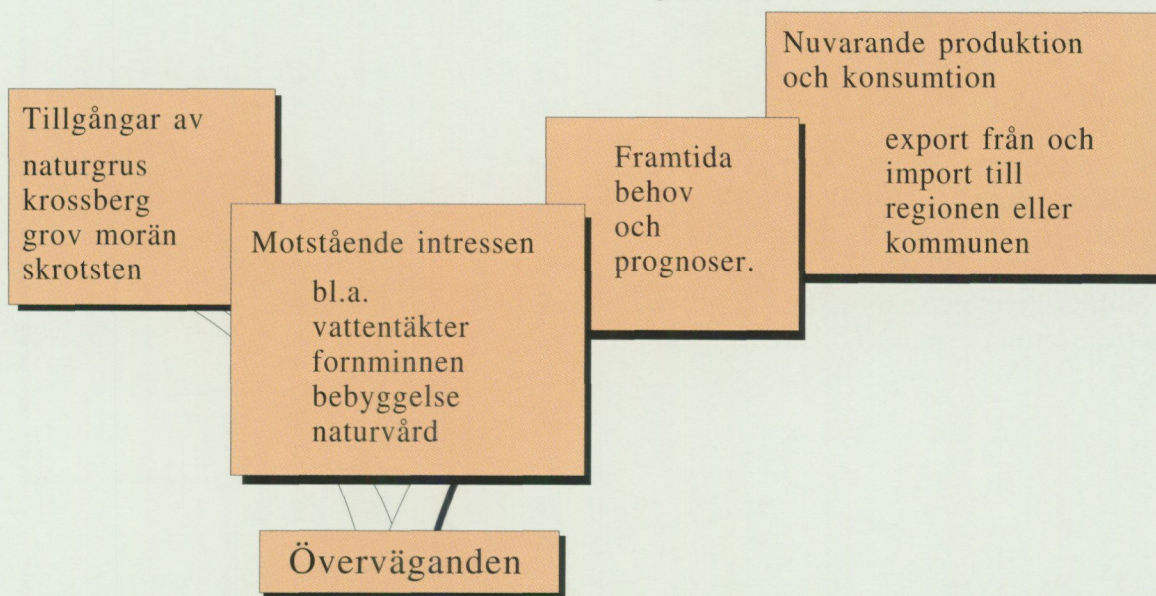 Tillgångar av
naturgrus
krossberg
grov morän
skrotsten
Motstående intressen
bl.a.
vattentäkter
fornminnen
bebyggelse
naturvård
Framtida
behov
och
prognoser.
Nuvarande produktion
och konsumtion
export från och
import till
regionen eller
kommunen
Överväganden